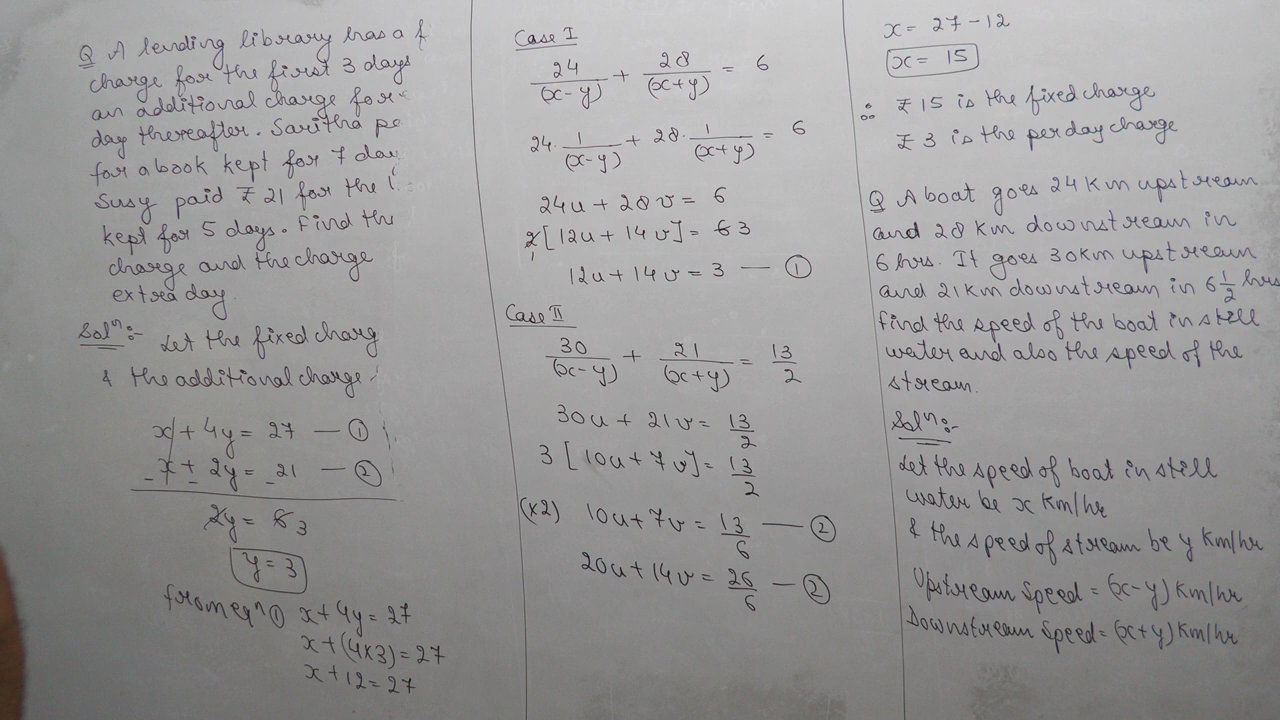 Q A lending library has a f
charge for the first 3 days
an additional charge for
day thereafter. Saritha pa
for a book kept for 7 day
Susy paid ₹ 21 for the
kept for 5 days. Find the
charge and the charge
extra day.
Solⁿ:- Let the fixed charg
& the additional charge
x + 4y = 27 — ①
x + 2y = 21 — ②
- - -
2y = 6 3
y = 3
from eqⁿ ① x + 4y = 27
x + (4x3) = 27
x + 12 = 27
Case I
24/(x-y) + 28/(x+y) = 6
24. 1/(x-y) + 28. 1/(x+y) = 6
24u + 28v = 6
2[12u + 14v] = 6 3
1
12u + 14v = 3 — ①
Case II
30/(x-y) + 21/(x+y) = 13/2
30u + 21v = 13/2
3 [10u + 7v] = 13/2
(x2) 10u + 7v = 13/6 — ②
20u + 14v = 26/6 — ②
x = 27 - 12
x = 15
∴ ₹ 15 is the fixed charge
₹ 3 is the per day charge
Q A boat goes 24 Km upstream
and 28 Km downstream in
6 hrs. It goes 30Km upstream
and 21Km downstream in 6 1/2 hrs
find the speed of the boat in still
water and also the speed of the
stream.
Solⁿ:-
Let the speed of boat in still
water be x Km/hr
& the speed of stream be y Km/hr
Upstream Speed = (x-y) Km/hr
Downstream Speed = (x+y) Km/hr